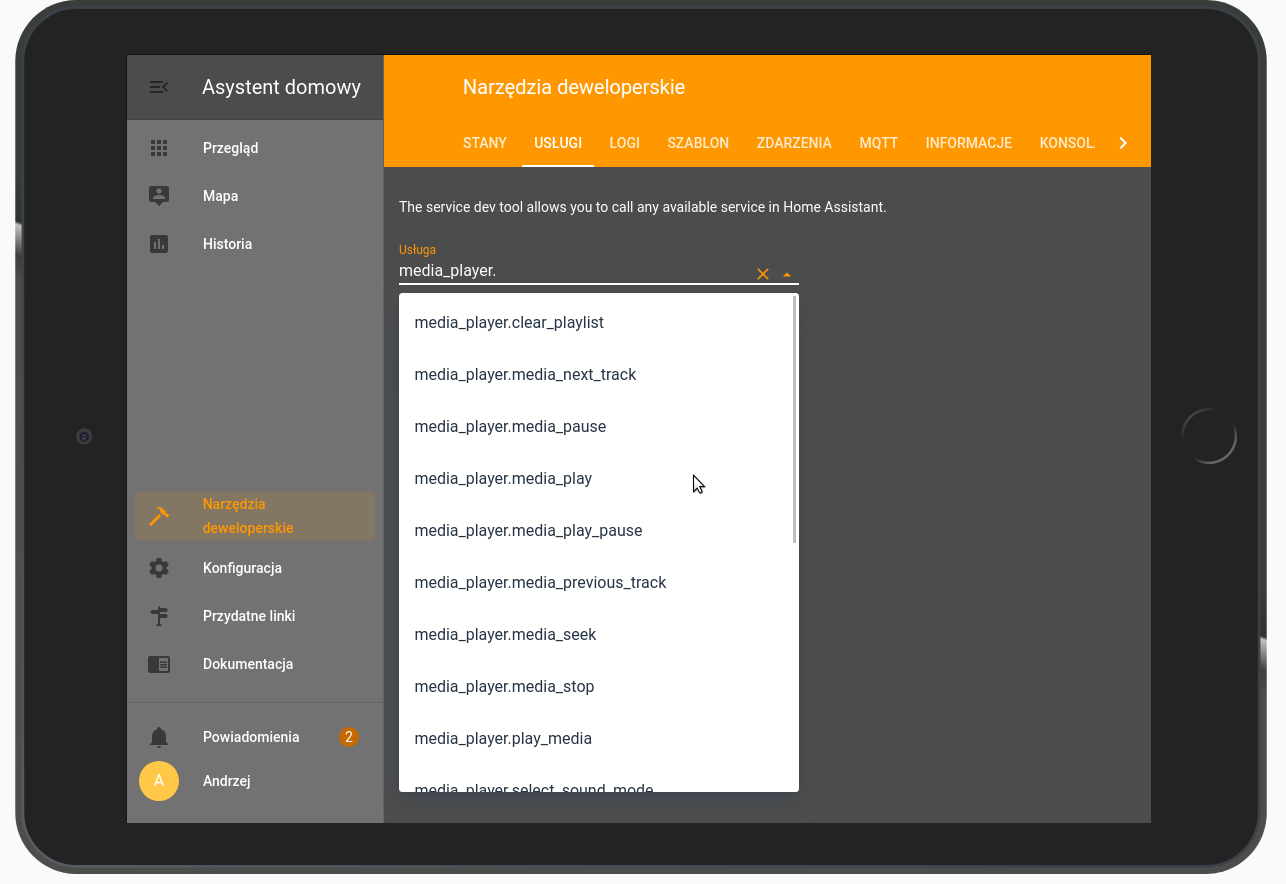 Asystent domowy
Przegląd
Mapa
Historia
Narzędzia
deweloperskie
Konfiguracja
Przydatne linki
Dokumentacja
Powiadomienia 2
A Andrzej
Narzędzia deweloperskie
STANY USŁUGI LOGI SZABLON ZDARZENIA MQTT INFORMACJE KONSOL.
The service dev tool allows you to call any available service in Home Assistant.
Usługa
media_player.
media_player.clear_playlist
media_player.media_next_track
media_player.media_pause
media_player.media_play
media_player.media_play_pause
media_player.media_previous_track
media_player.media_seek
media_player.media_stop
media_player.play_media
media_player.select_sound_mode